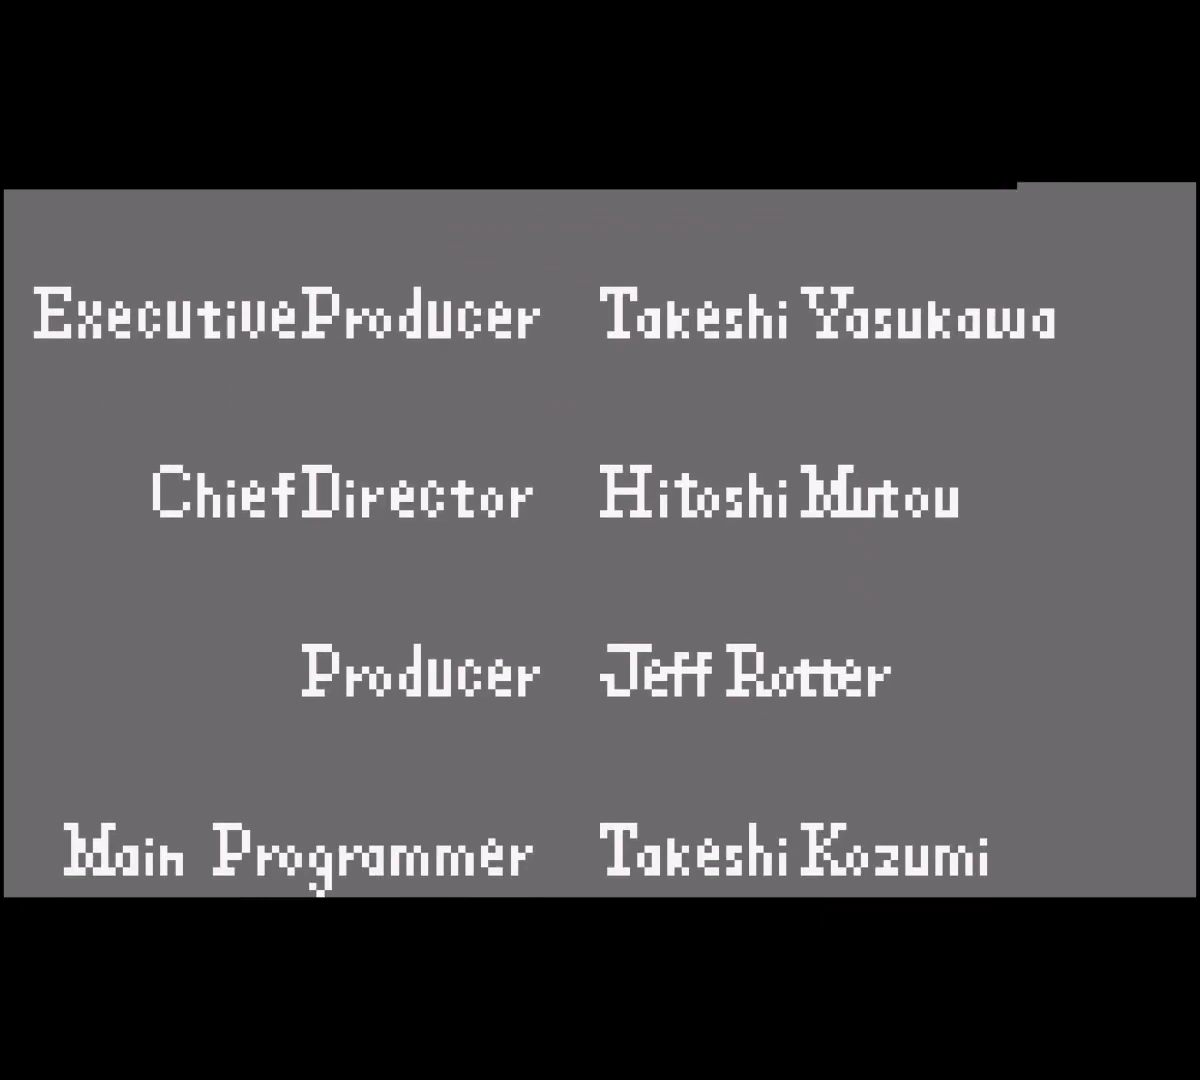 ExecutiveProducer Takeshi Yasukawa
ChiefDirector Hitoshi Mutou
Producer Jeff Rotter
Main Programmer Takeshi Kozumi